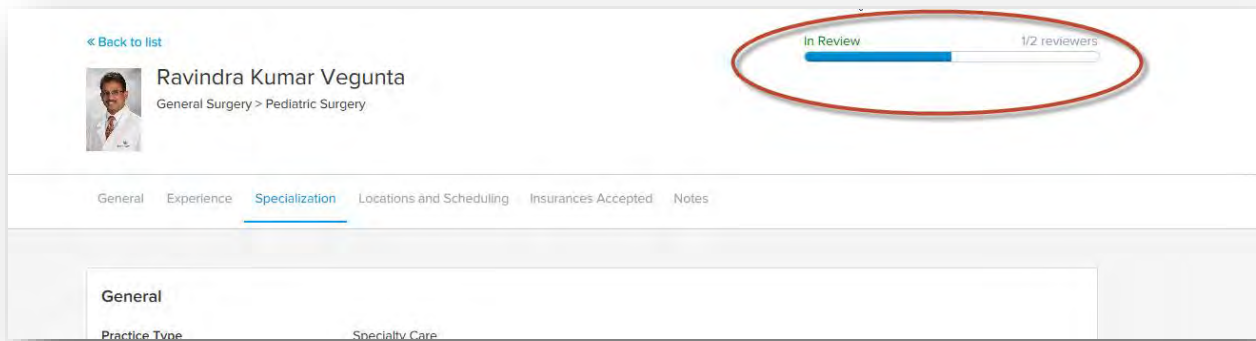 « Back to list
In Review 1/2 reviewers
Ravindra Kumar Vegunta
General Surgery > Pediatric Surgery
General Experience Specialization Locations and Scheduling Insurances Accepted Notes
General
Practice Type Specialty Care